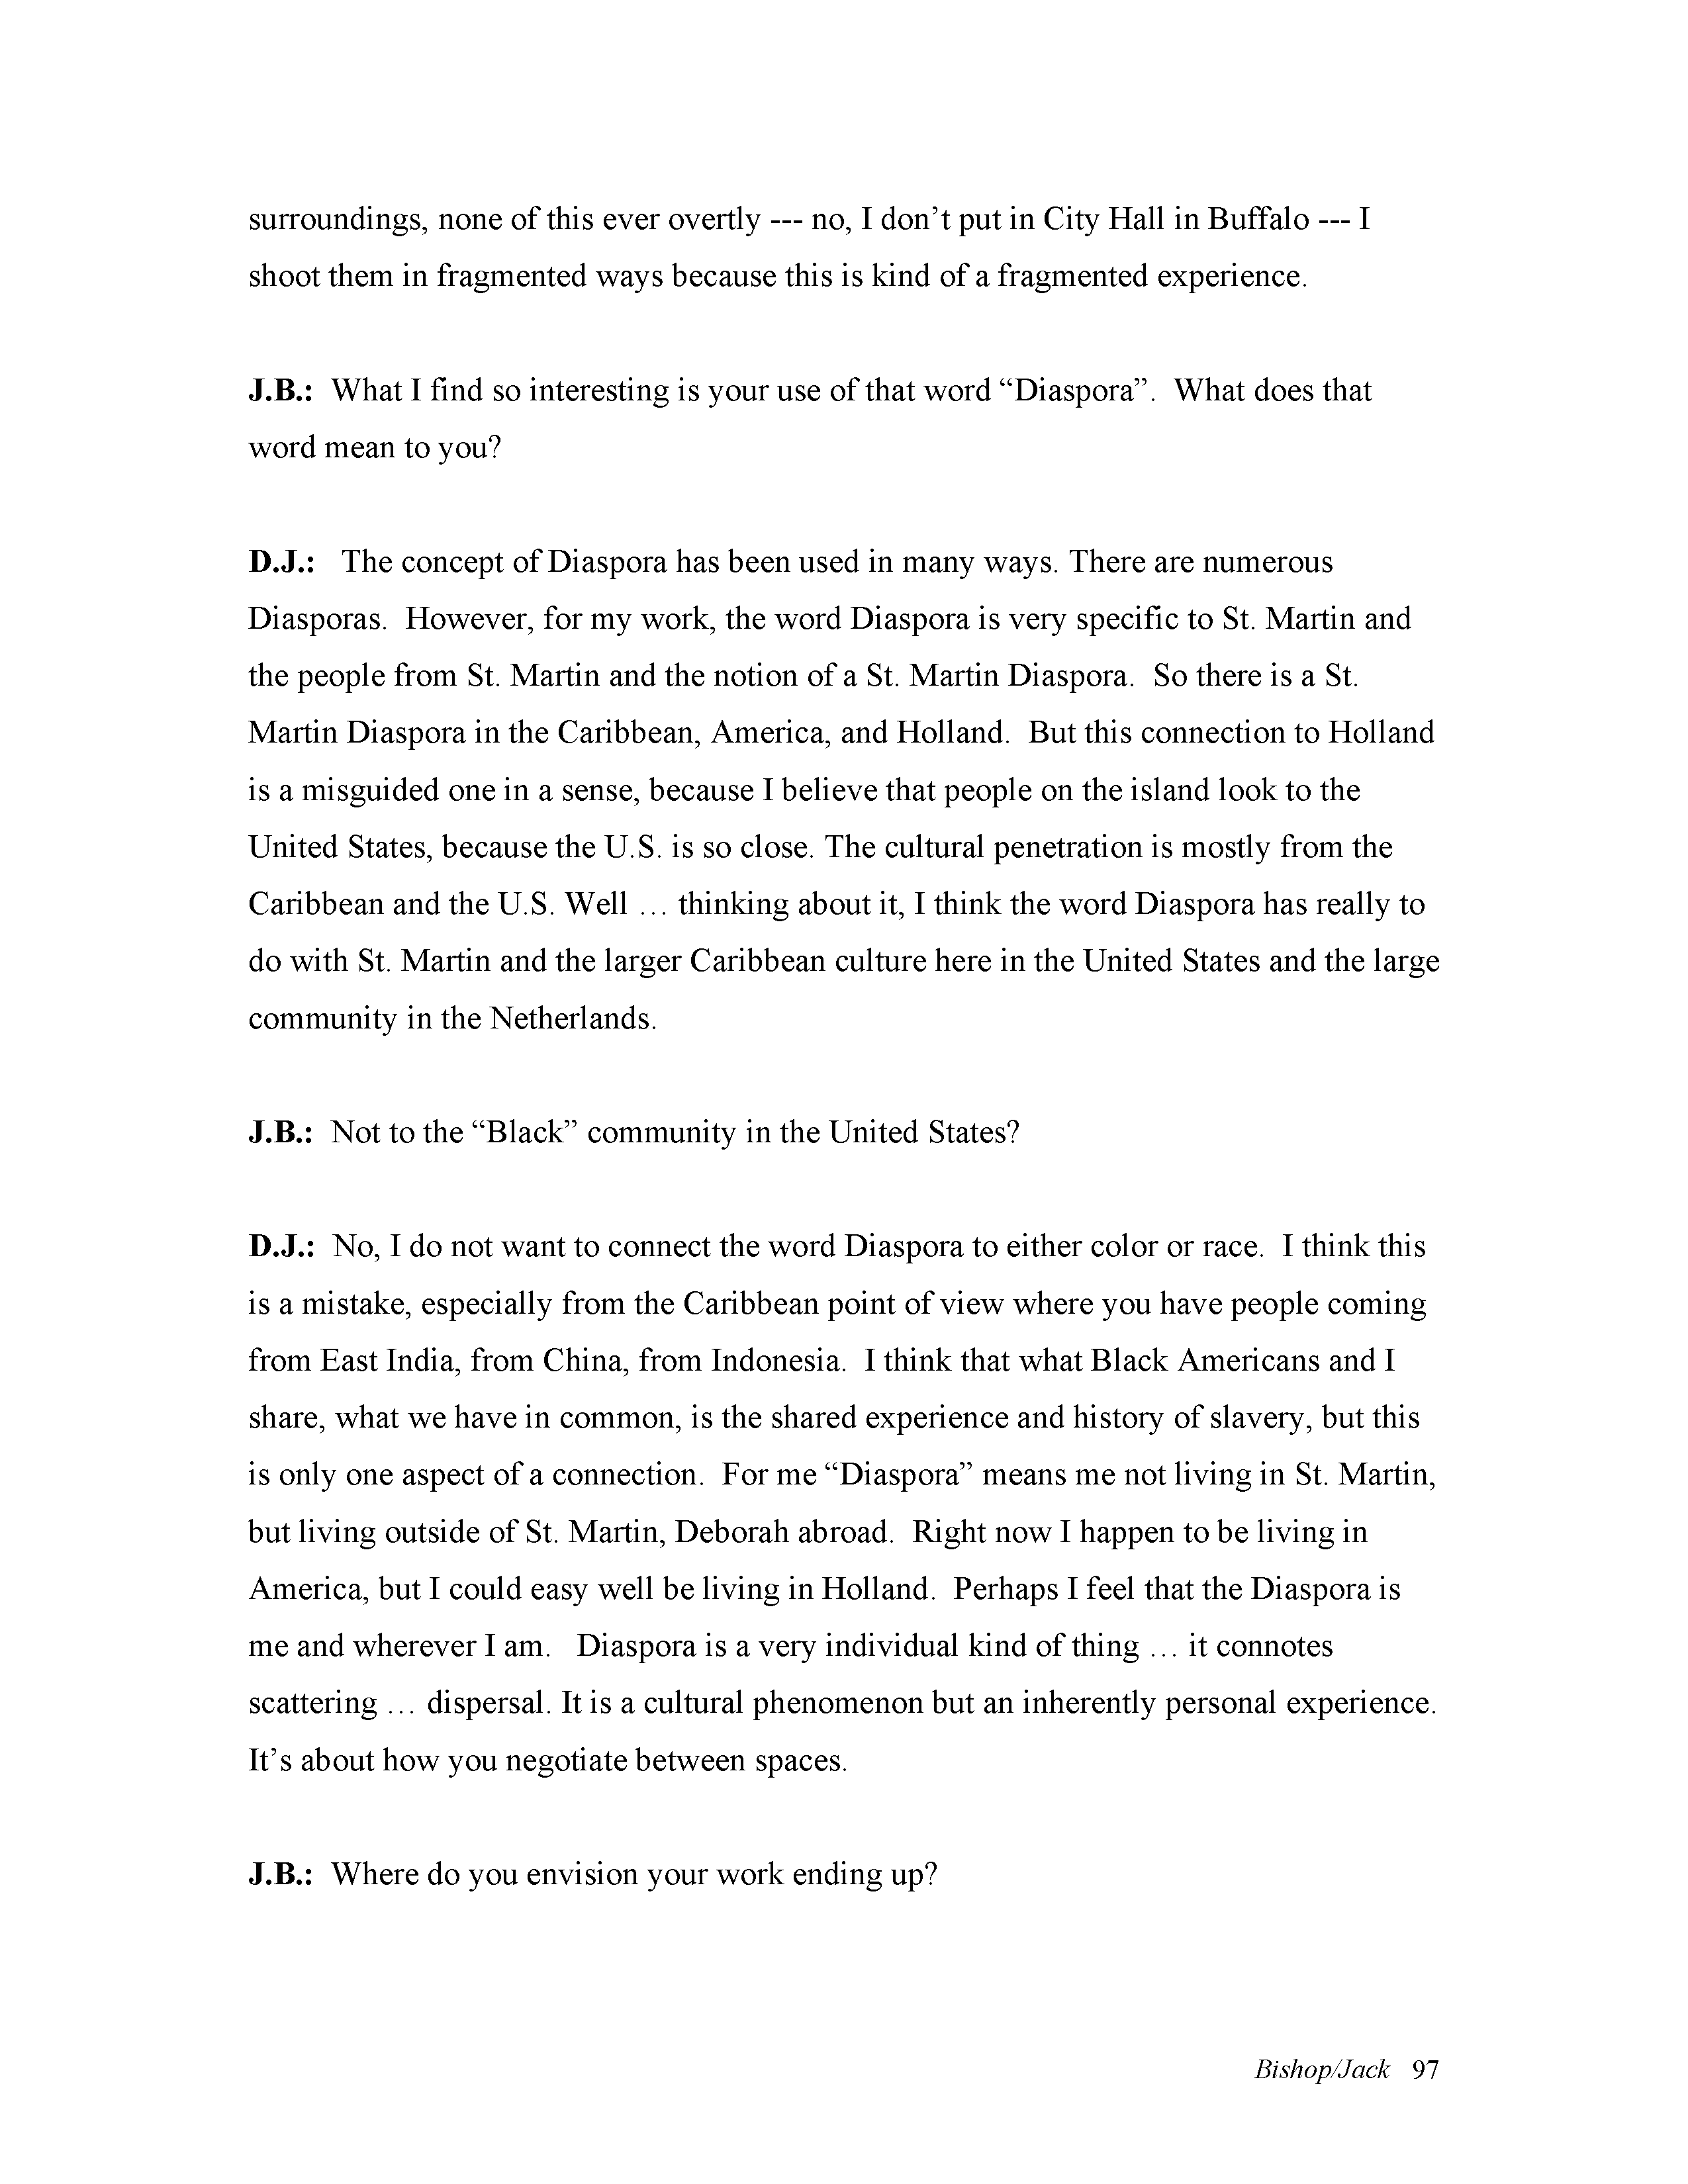 surroundings, none of this ever overtly --- no, I don’t put in City Hall in Buffalo --- I
shoot them in fragmented ways because this is kind of a fragmented experience.
J.B.:  What I find so interesting is your use of that word “Diaspora”.  What does that
word mean to you?
D.J.:   The concept of Diaspora has been used in many ways. There are numerous
Diasporas.  However, for my work, the word Diaspora is very specific to St. Martin and
the people from St. Martin and the notion of a St. Martin Diaspora.  So there is a St.
Martin Diaspora in the Caribbean, America, and Holland.  But this connection to Holland
is a misguided one in a sense, because I believe that people on the island look to the
United States, because the U.S. is so close. The cultural penetration is mostly from the
Caribbean and the U.S. Well … thinking about it, I think the word Diaspora has really to
do with St. Martin and the larger Caribbean culture here in the United States and the large
community in the Netherlands.
J.B.:  Not to the “Black” community in the United States?
D.J.:  No, I do not want to connect the word Diaspora to either color or race.  I think this
is a mistake, especially from the Caribbean point of view where you have people coming
from East India, from China, from Indonesia.  I think that what Black Americans and I
share, what we have in common, is the shared experience and history of slavery, but this
is only one aspect of a connection.  For me “Diaspora” means me not living in St. Martin,
but living outside of St. Martin, Deborah abroad.  Right now I happen to be living in
America, but I could easy well be living in Holland.  Perhaps I feel that the Diaspora is
me and wherever I am.   Diaspora is a very individual kind of thing … it connotes
scattering … dispersal. It is a cultural phenomenon but an inherently personal experience.
It’s about how you negotiate between spaces.
J.B.:  Where do you envision your work ending up?
Bishop/Jack   97